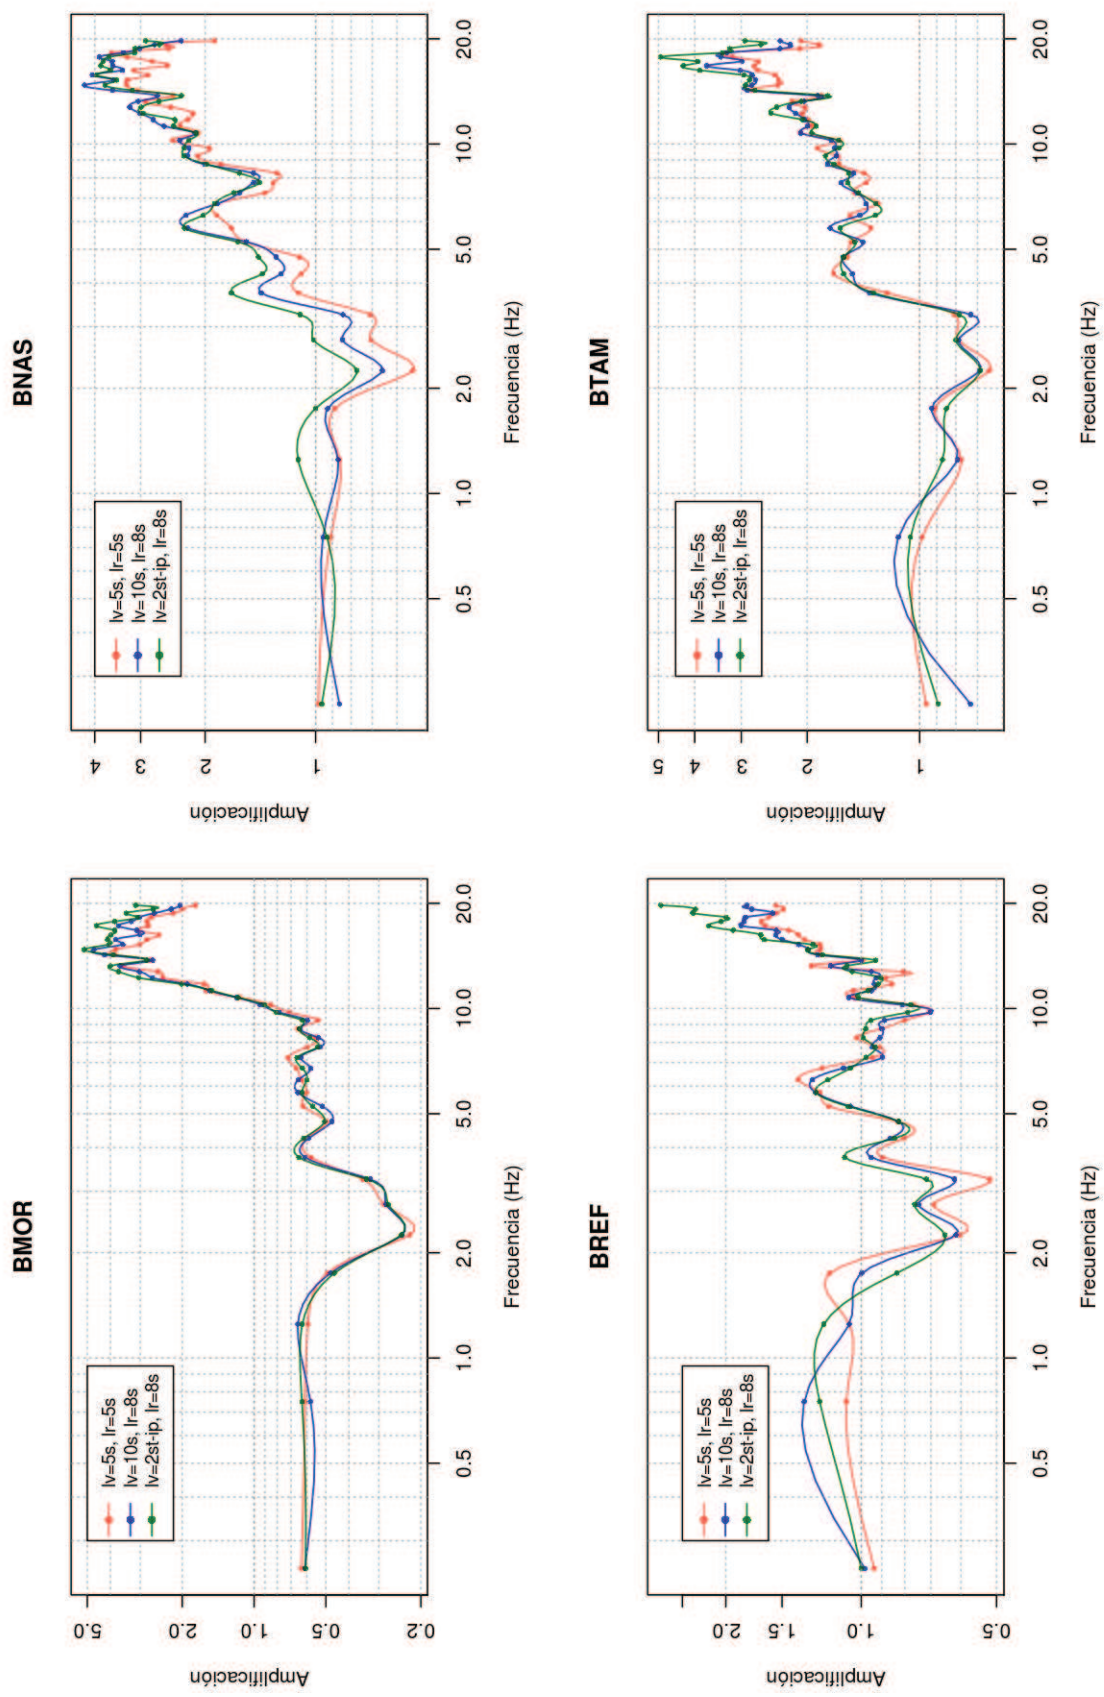 BMOR
Amplificación
5.0
2.0
1.0
0.5
0.2
lv=5s, lr=5s
lv=10s, lr=8s
lv=2st-ip, lr=8s
0.5
1.0
2.0
5.0
10.0
20.0
Frecuencia (Hz)
BNAS
Amplificación
4
3
2
1
lv=5s, lr=5s
lv=10s, lr=8s
lv=2st-ip, lr=8s
0.5
1.0
2.0
5.0
10.0
20.0
Frecuencia (Hz)
BREF
Amplificación
2.0
1.5
1.0
0.5
lv=5s, lr=5s
lv=10s, lr=8s
lv=2st-ip, lr=8s
0.5
1.0
2.0
5.0
10.0
20.0
Frecuencia (Hz)
BTAM
Amplificación
5
4
3
2
1
lv=5s, lr=5s
lv=10s, lr=8s
lv=2st-ip, lr=8s
0.5
1.0
2.0
5.0
10.0
20.0
Frecuencia (Hz)